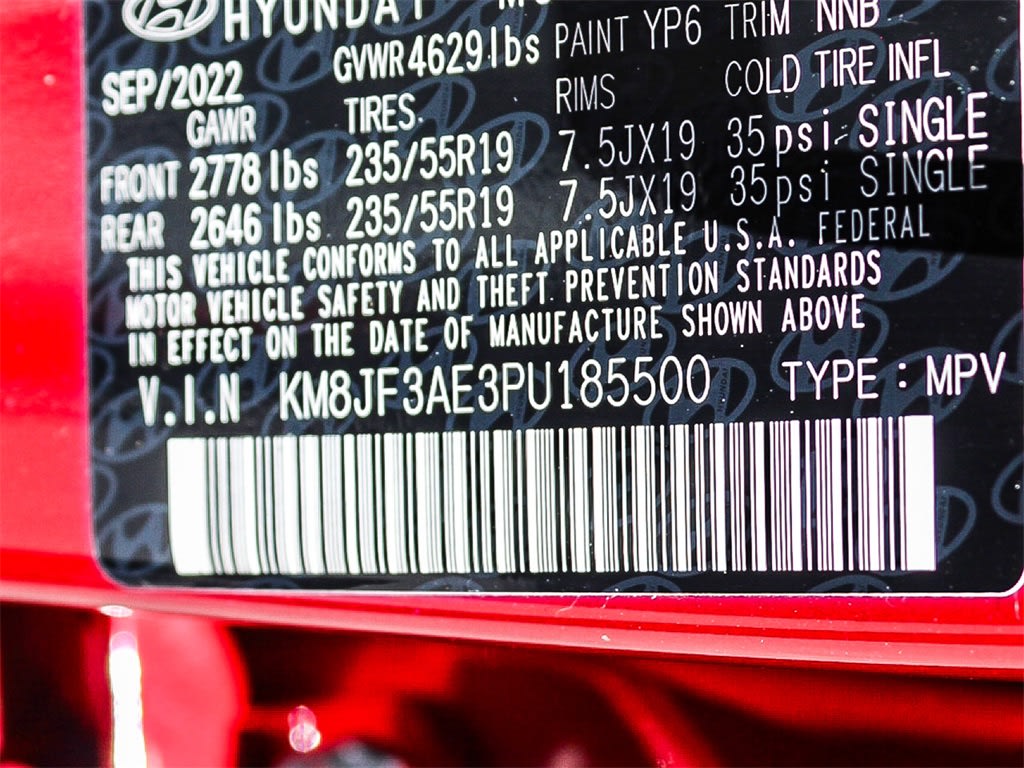 HYUNDAI
SEP/2022 GVWR 4629lbs PAINT YP6 TRIM NNB
GAWR TIRES RIMS COLD TIRE INFL
FRONT 2778 lbs 235/55R19 7.5JX19 35psi SINGLE
REAR 2646 lbs 235/55R19 7.5JX19 35psi SINGLE
THIS VEHICLE CONFORMS TO ALL APPLICABLE U.S.A. FEDERAL
MOTOR VEHICLE SAFETY AND THEFT PREVENTION STANDARDS
IN EFFECT ON THE DATE OF MANUFACTURE SHOWN ABOVE
V.I.N KM8JF3AE3PU185500 TYPE : MPV